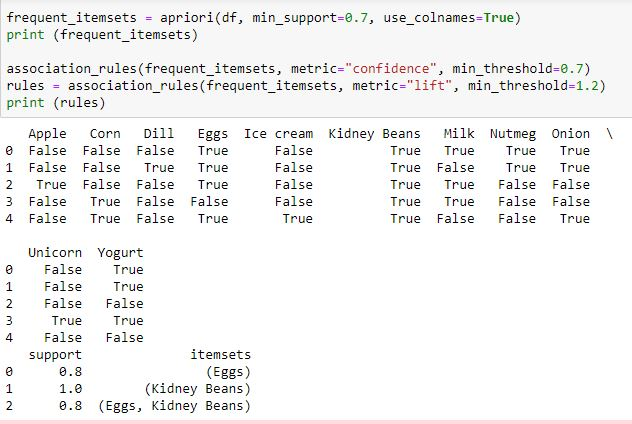 frequent_itemsets = apriori(df, min_support=0.7, use_colnames=True)
print (frequent_itemsets)
association_rules(frequent_itemsets, metric="confidence", min_threshold=0.7)
rules = association_rules(frequent_itemsets, metric="lift", min_threshold=1.2)
print (rules)
Apple Corn Dill Eggs Ice cream Kidney Beans Milk Nutmeg Onion \
0 False False False True False True True True True
1 False False True True False True False True True
2 True False False True False True True False False
3 False True False False False True True False False
4 False True False True True True False False True
Unicorn Yogurt
0 False True
1 False True
2 False False
3 True True
4 False False
support itemsets
0 0.8 (Eggs)
1 1.0 (Kidney Beans)
2 0.8 (Eggs, Kidney Beans)